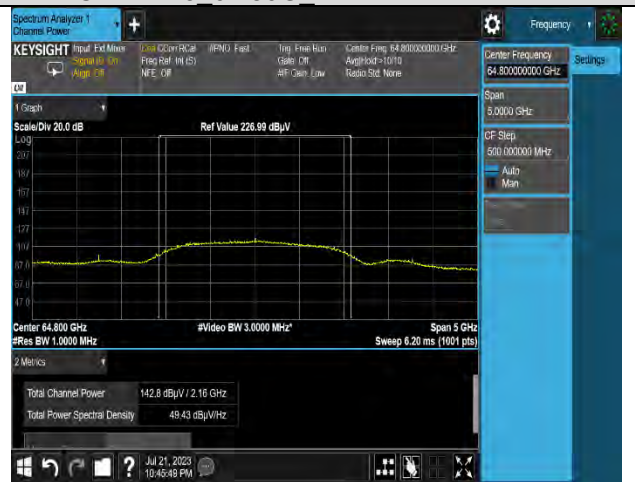 Spectrum Analyzer 1
Channel Power
+
Frequency
KEYSIGHT Input: Ext Mixer
Signal ID: On
Align: Off
Corr RCal
Freq Ref: Int (S)
NFE: Off
#PNO: Fast
Trig: Free Run
Gate: Off
#IF Gain: Low
Center Freq: 64.800000000 GHz
Avg|Hold:>10/10
Radio Std: None
Center Frequency
64.800000000 GHz
Settings
Span
5.0000 GHz
CF Step
500.000000 MHz
Auto
Man
1 Graph
Scale/Div 20.0 dB
Ref Value 226.99 dBµV
Log
207
187
167
147
127
107
87.0
67.0
47.0
Center 64.800 GHz
#Video BW 3.0000 MHz*
Span 5 GHz
#Res BW 1.0000 MHz
Sweep 6.20 ms (1001 pts)
2 Metrics
Total Channel Power 142.8 dBµV / 2.16 GHz
Total Power Spectral Density 49.43 dBµV/Hz
?
Jul 21, 2023
10:45:49 PM